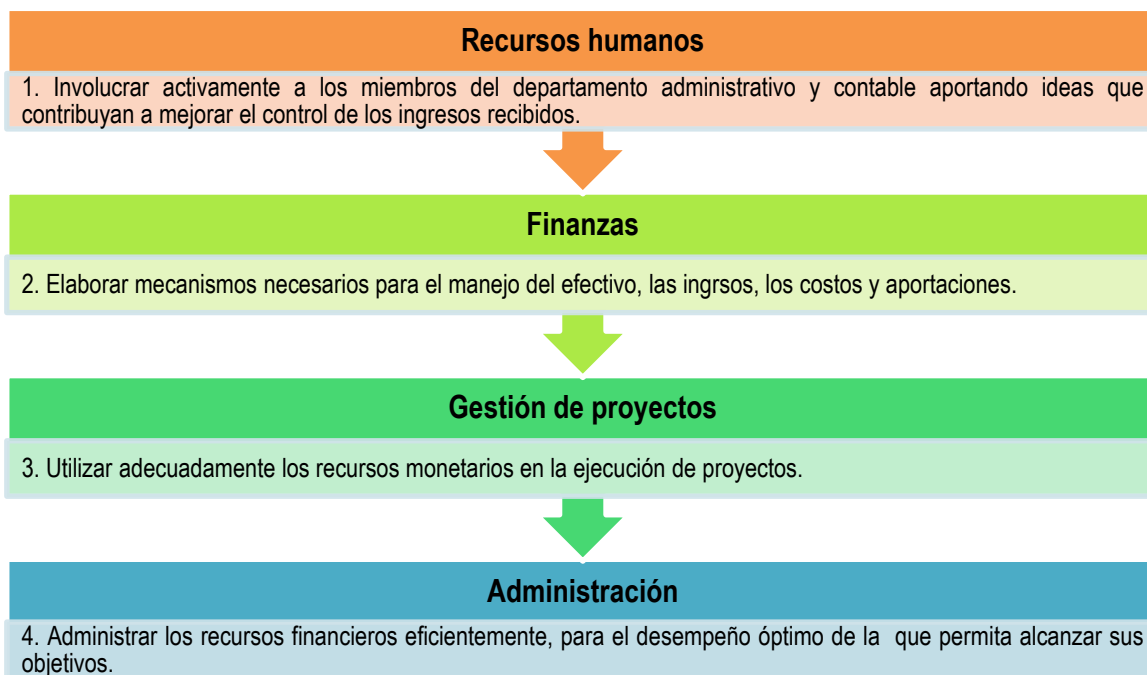 Recursos humanos
1. Involucrar activamente a los miembros del departamento administrativo y contable aportando ideas que
contribuyan a mejorar el control de los ingresos recibidos.
Finanzas
2. Elaborar mecanismos necesarios para el manejo del efectivo, las ingrsos, los costos y aportaciones.
Gestión de proyectos
3. Utilizar adecuadamente los recursos monetarios en la ejecución de proyectos.
Administración
4. Administrar los recursos financieros eficientemente, para el desempeño óptimo de la que permita alcanzar sus
objetivos.